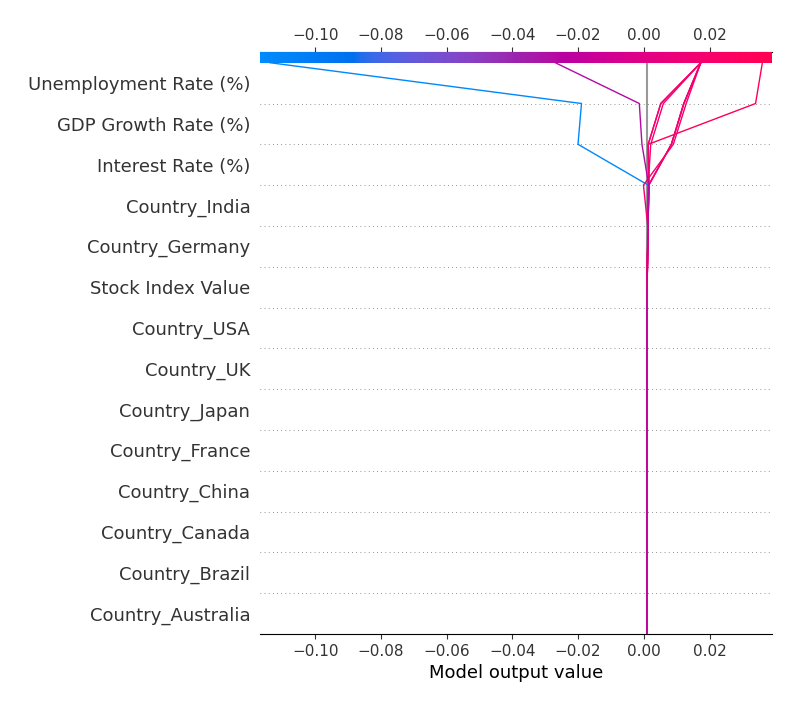 −0.10 −0.08 −0.06 −0.04 −0.02 0.00 0.02
Unemployment Rate (%)
GDP Growth Rate (%)
Interest Rate (%)
Country_India
Country_Germany
Stock Index Value
Country_USA
Country_UK
Country_Japan
Country_France
Country_China
Country_Canada
Country_Brazil
Country_Australia
−0.10 −0.08 −0.06 −0.04 −0.02 0.00 0.02
Model output value